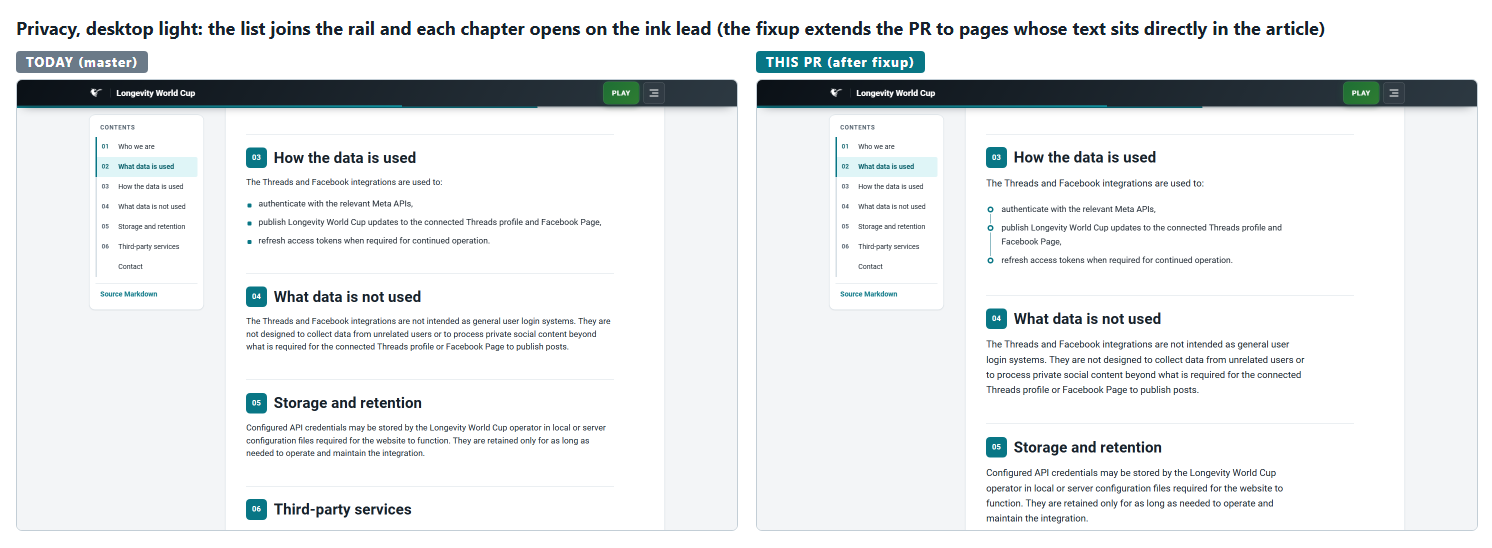 Privacy, desktop light: the list joins the rail and each chapter opens on the ink lead (the fixup extends the PR to pages whose text sits directly in the article)
TODAY (master)
Longevity World Cup
PLAY
CONTENTS
01 Who we are
02 What data is used
03 How the data is used
04 What data is not used
05 Storage and retention
06 Third-party services
Contact
Source Markdown
03 How the data is used
The Threads and Facebook integrations are used to:
authenticate with the relevant Meta APIs,
publish Longevity World Cup updates to the connected Threads profile and Facebook Page,
refresh access tokens when required for continued operation.
04 What data is not used
The Threads and Facebook integrations are not intended as general user login systems. They are
not designed to collect data from unrelated users or to process private social content beyond
what is required for the connected Threads profile or Facebook Page to publish posts.
05 Storage and retention
Configured API credentials may be stored by the Longevity World Cup operator in local or server
configuration files required for the website to function. They are retained only for as long as
needed to operate and maintain the integration.
06 Third-party services
THIS PR (after fixup)
Longevity World Cup
PLAY
CONTENTS
01 Who we are
02 What data is used
03 How the data is used
04 What data is not used
05 Storage and retention
06 Third-party services
Contact
Source Markdown
03 How the data is used
The Threads and Facebook integrations are used to:
authenticate with the relevant Meta APIs,
publish Longevity World Cup updates to the connected Threads profile and
Facebook Page,
refresh access tokens when required for continued operation.
04 What data is not used
The Threads and Facebook integrations are not intended as general user
login systems. They are not designed to collect data from unrelated users or
to process private social content beyond what is required for the connected
Threads profile or Facebook Page to publish posts.
05 Storage and retention
Configured API credentials may be stored by the Longevity World Cup
operator in local or server configuration files required for the website to
function. They are retained only for as long as needed to operate and
maintain the integration.